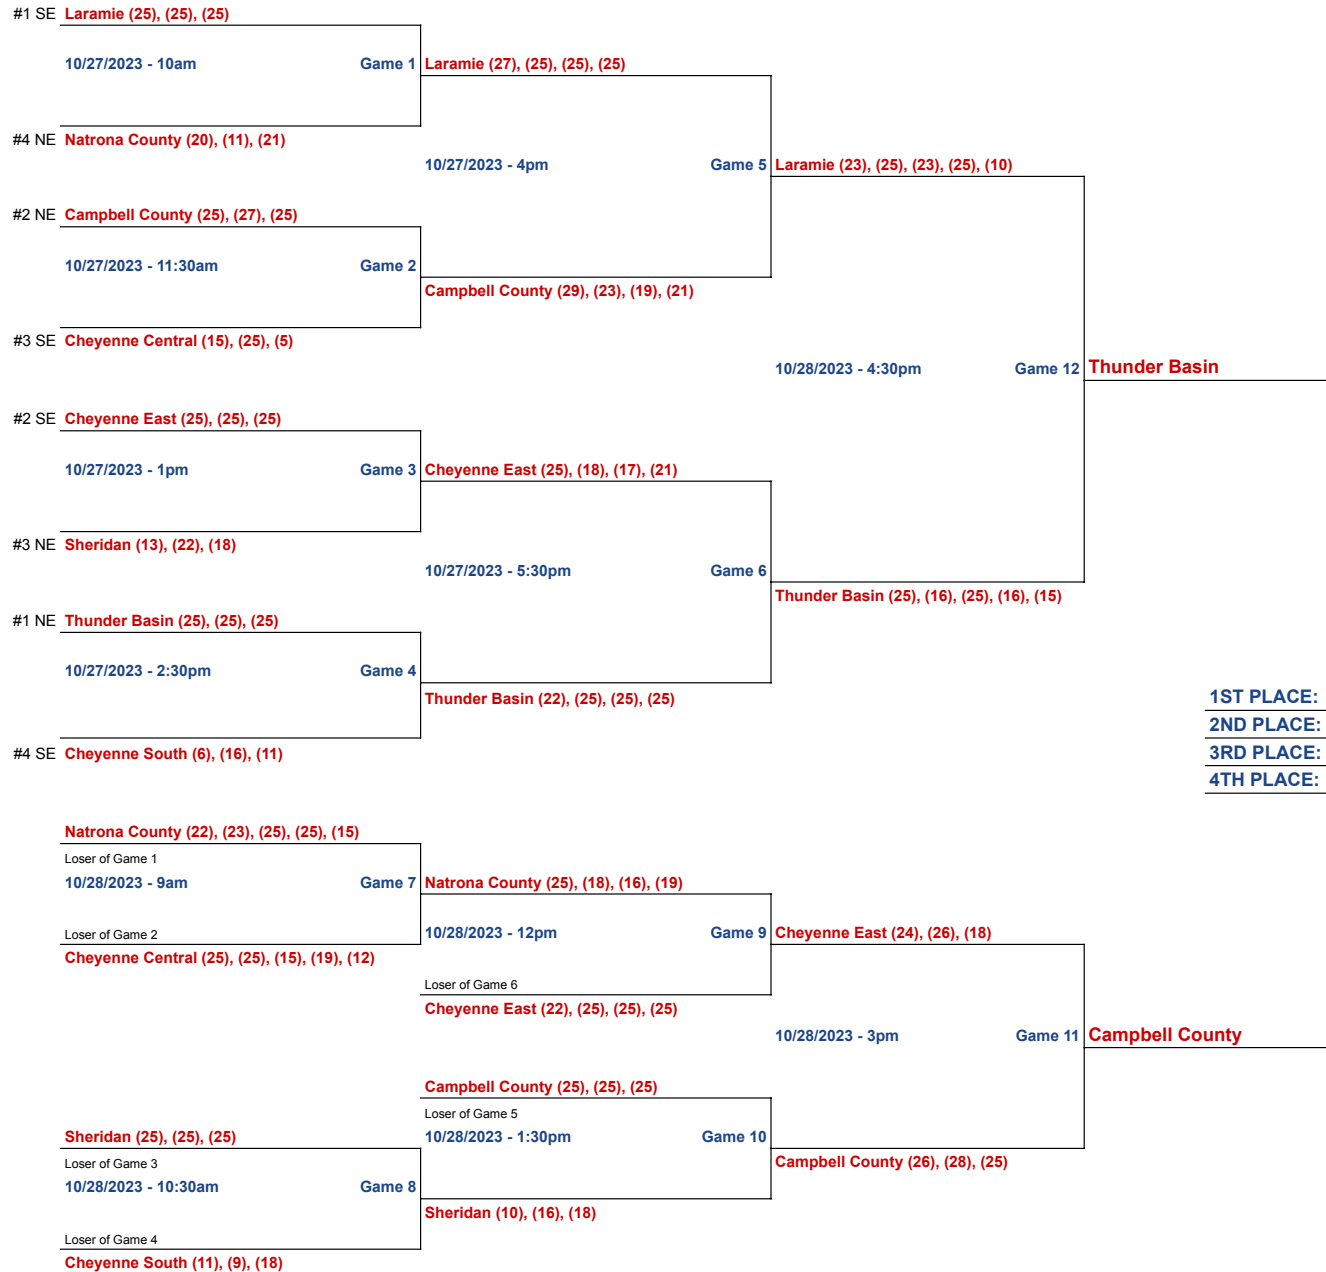 #1 SE Laramie (25), (25), (25)
10/27/2023 - 10am Game 1 Laramie (27), (25), (25), (25)
#4 NE Natrona County (20), (11), (21)
10/27/2023 - 4pm Game 5 Laramie (23), (25), (23), (25), (10)
#2 NE Campbell County (25), (27), (25)
10/27/2023 - 11:30am Game 2
Campbell County (29), (23), (19), (21)
#3 SE Cheyenne Central (15), (25), (5)
10/28/2023 - 4:30pm Game 12 Thunder Basin
#2 SE Cheyenne East (25), (25), (25)
10/27/2023 - 1pm Game 3 Cheyenne East (25), (18), (17), (21)
#3 NE Sheridan (13), (22), (18)
10/27/2023 - 5:30pm Game 6
Thunder Basin (25), (16), (25), (16), (15)
#1 NE Thunder Basin (25), (25), (25)
10/27/2023 - 2:30pm Game 4
Thunder Basin (22), (25), (25), (25)
1ST PLACE:
2ND PLACE:
#4 SE Cheyenne South (6), (16), (11)
3RD PLACE:
4TH PLACE:
Natrona County (22), (23), (25), (25), (15)
Loser of Game 1
10/28/2023 - 9am Game 7 Natrona County (25), (18), (16), (19)
Loser of Game 2
10/28/2023 - 12pm Game 9 Cheyenne East (24), (26), (18)
Cheyenne Central (25), (25), (15), (19), (12)
Loser of Game 6
Cheyenne East (22), (25), (25), (25)
10/28/2023 - 3pm Game 11 Campbell County
Campbell County (25), (25), (25)
Loser of Game 5
Sheridan (25), (25), (25)
10/28/2023 - 1:30pm Game 10
Loser of Game 3
Campbell County (26), (28), (25)
10/28/2023 - 10:30am Game 8
Sheridan (10), (16), (18)
Loser of Game 4
Cheyenne South (11), (9), (18)